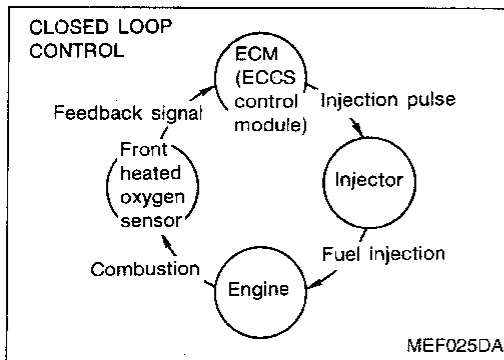 CLOSED LOOP
CONTROL
ECM
(ECCS
control
module)
Injection pulse
Feedback signal
Front
heated
oxygen
sensor
Injector
Fuel injection
Combustion
Engine
MEF025DA